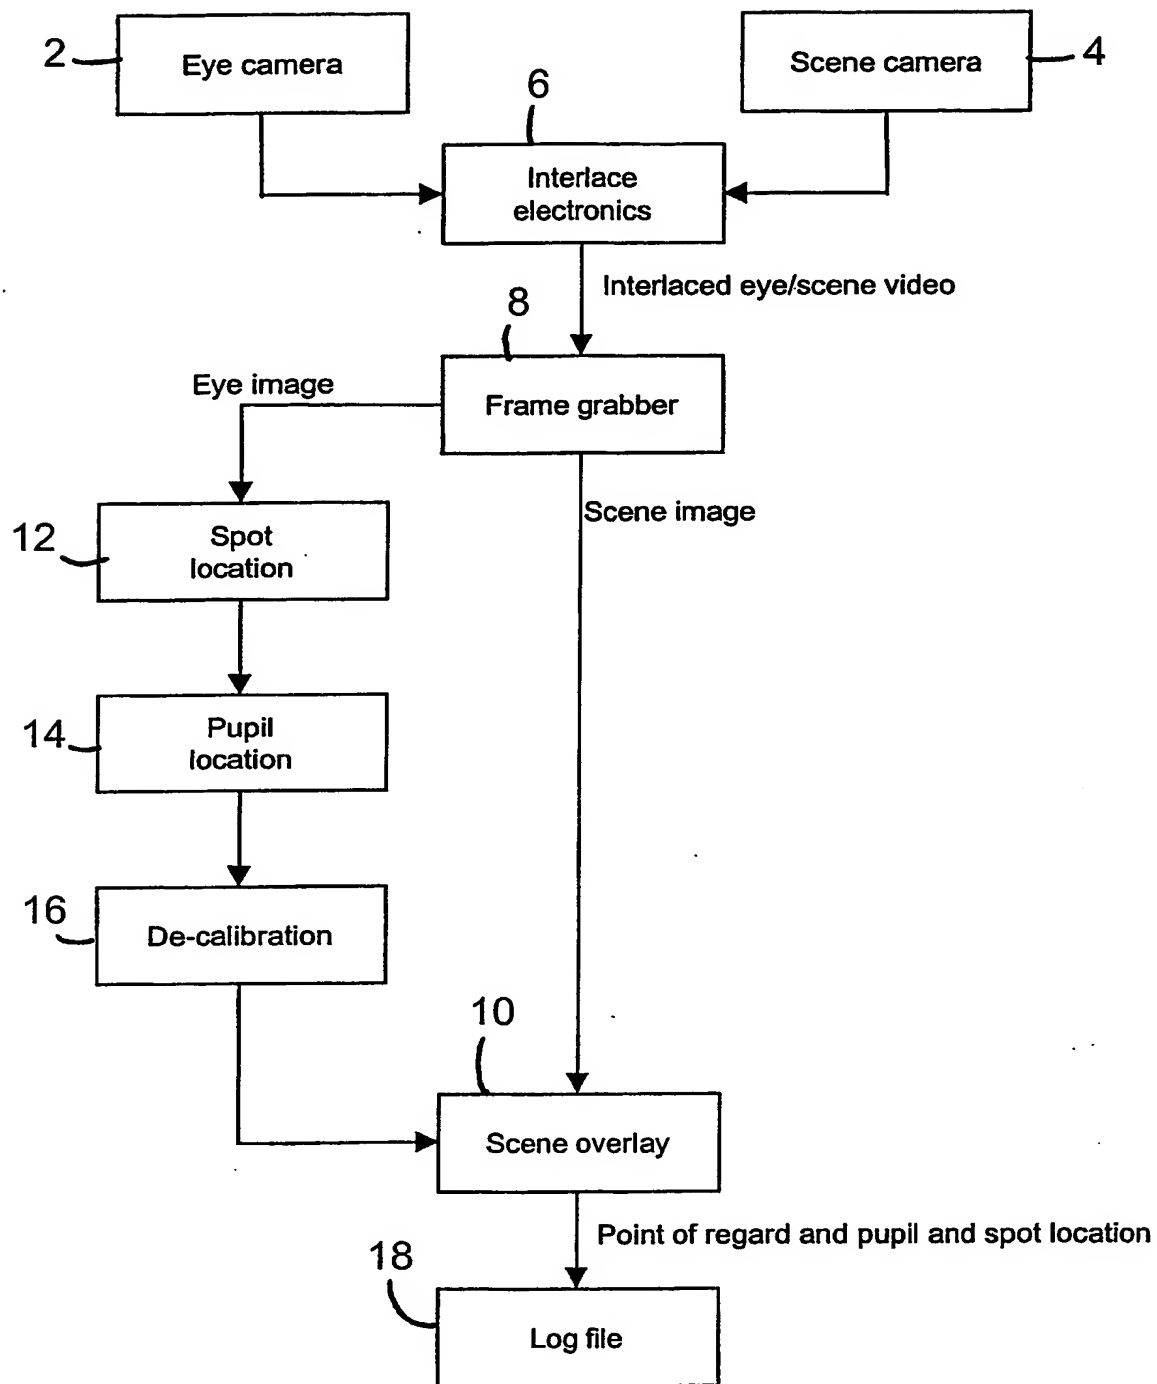 2
Eye camera
Scene camera
4
6
Interlace
electronics
Interlaced eye/scene video
8
Eye image
Frame grabber
Scene image
12
Spot
location
14
Pupil
location
16
De-calibration
10
Scene overlay
Point of regard and pupil and spot location
18
Log file